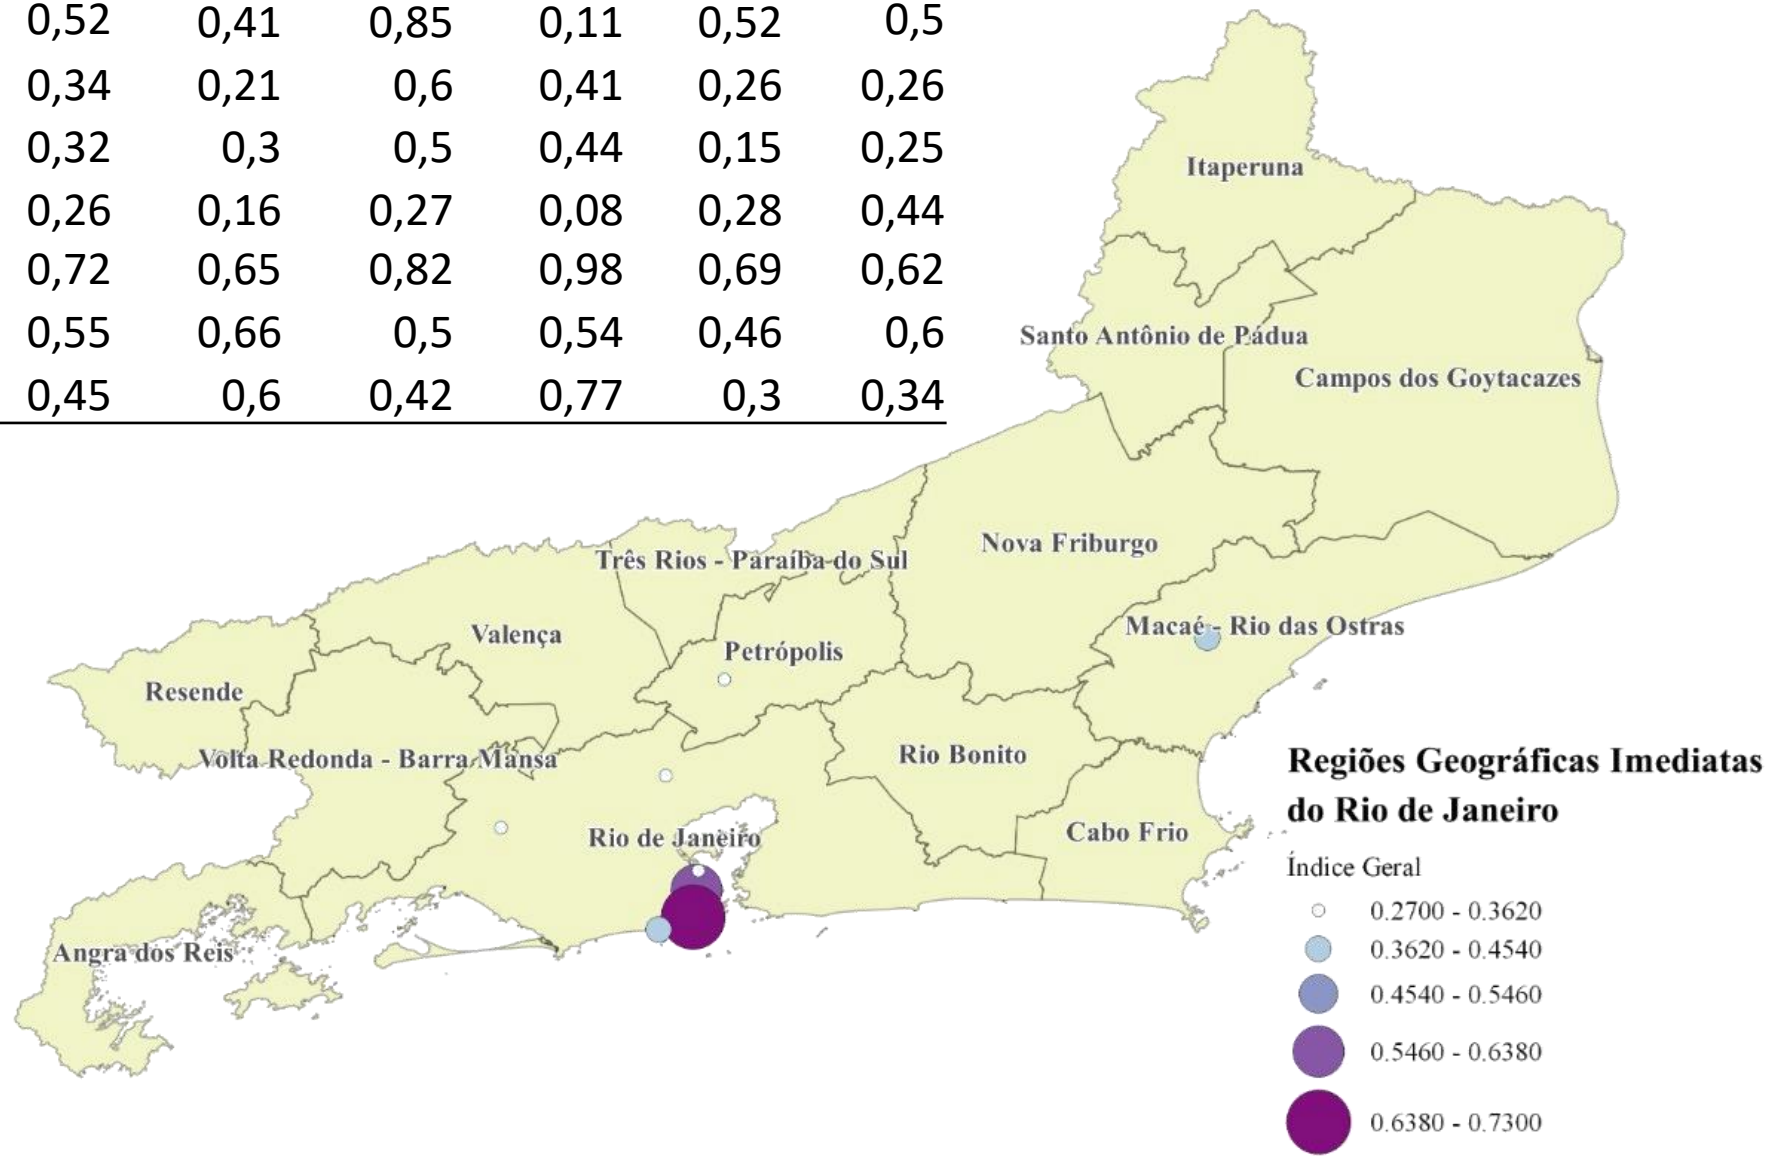 0,52 0,41 0,85 0,11 0,52 0,5
0,34 0,21 0,6 0,41 0,26 0,26
0,32 0,3 0,5 0,44 0,15 0,25
0,26 0,16 0,27 0,08 0,28 0,44
0,72 0,65 0,82 0,98 0,69 0,62
0,55 0,66 0,5 0,54 0,46 0,6
0,45 0,6 0,42 0,77 0,3 0,34
Itaperuna
Santo Antônio de Pádua
Campos dos Goytacazes
Nova Friburgo
Três Rios - Paraíba do Sul
Macaé - Rio das Ostras
Valença
Petrópolis
Resende
Volta Redonda - Barra Mansa
Rio Bonito
Rio de Janeiro
Cabo Frio
Angra dos Reis
Regiões Geográficas Imediatas
do Rio de Janeiro
Índice Geral
0.2700 - 0.3620
0.3620 - 0.4540
0.4540 - 0.5460
0.5460 - 0.6380
0.6380 - 0.7300